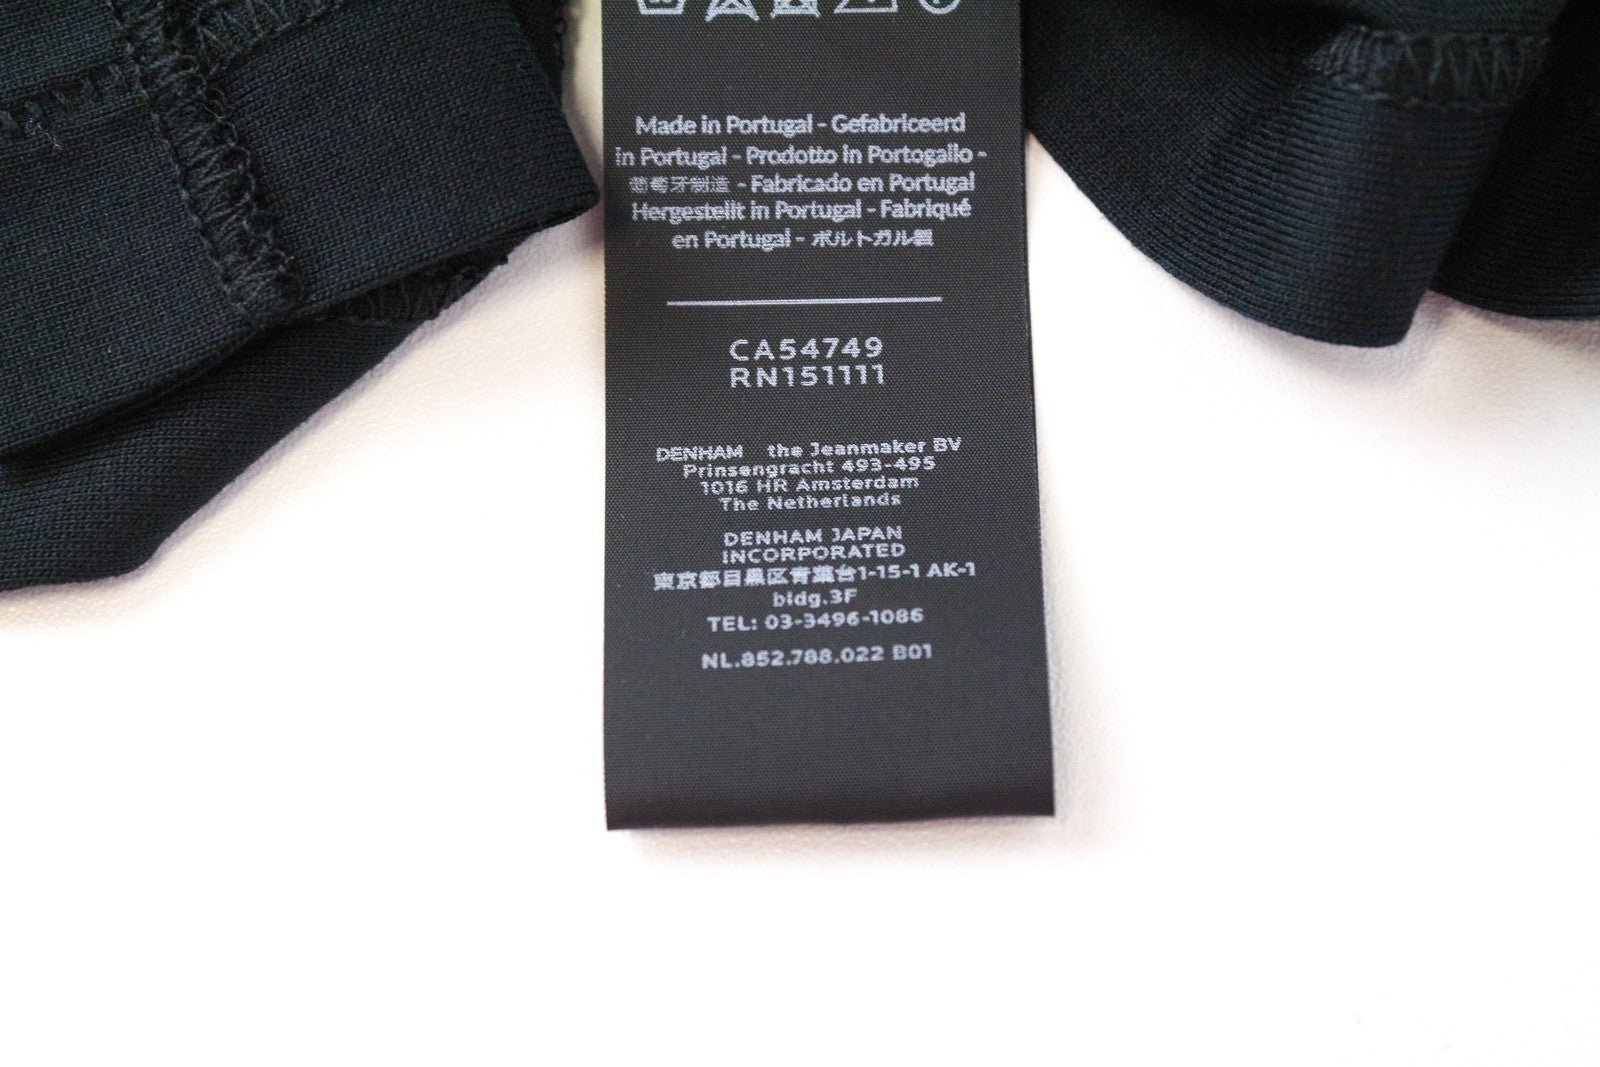 Made in Portugal - Gefabriceerd
in Portugal - Prodotto in Portogallo -
葡萄牙制造 - Fabricado en Portugal
Hergestellt in Portugal - Fabriqué
en Portugal - ポルトガル製
CA54749
RN151111
DENHAM the Jeanmaker BV
Prinsengracht 493-495
1016 HR Amsterdam
The Netherlands
DENHAM JAPAN
INCORPORATED
東京都目黒区青葉台1-15-1 AK-1
bldg.3F
TEL: 03-3496-1086
NL.852.788.022 B01